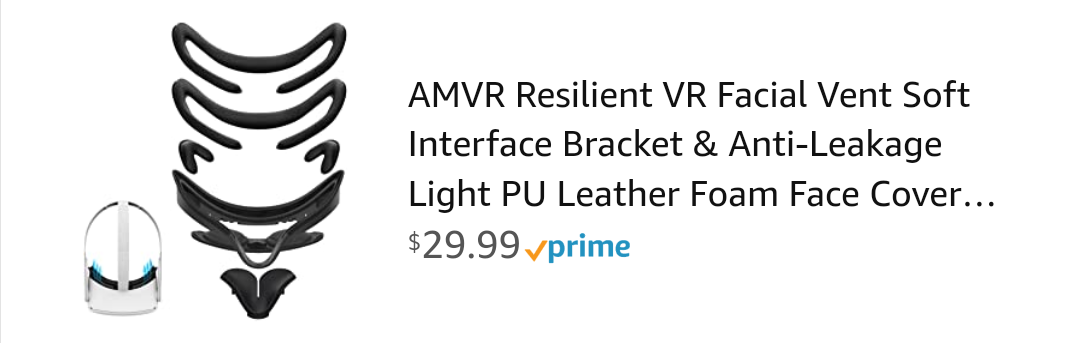 AMVR Resilient VR Facial Vent Soft
Interface Bracket & Anti-Leakage
Light PU Leather Foam Face Cover...
$29.99 prime